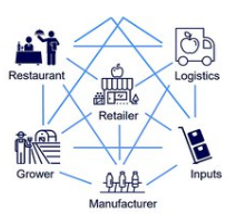 Restaurant
Logistics
Retailer
Grower
Inputs
Manufacturer